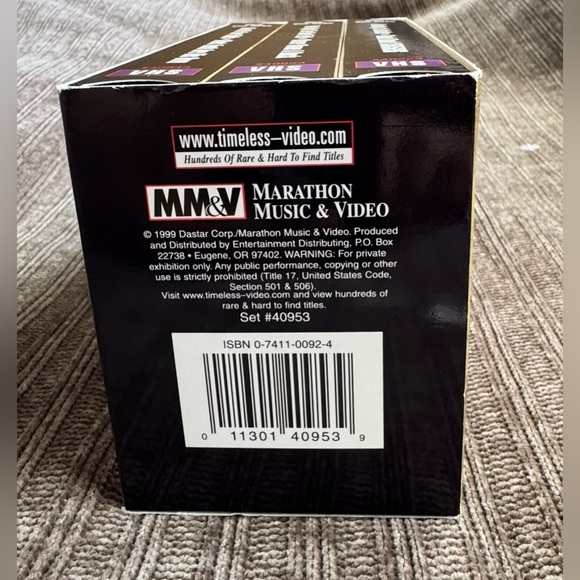 VHS
VHS
VHS
www.timeless–video.com
Hundreds Of Rare & Hard To Find Titles
MM&V
MARATHON
MUSIC & VIDEO
© 1999 Dastar Corp./Marathon Music & Video. Produced
and Distributed by Entertainment Distributing, P.O. Box
22738 • Eugene, OR 97402. WARNING: For private
exhibition only. Any public performance, copying or other
use is strictly prohibited (Title 17, United States Code,
Section 501 & 506).
Visit www.timeless–video.com and view hundreds of
rare & hard to find titles.
Set #40953
ISBN 0-7411-0092-4
0 11301 40953 9